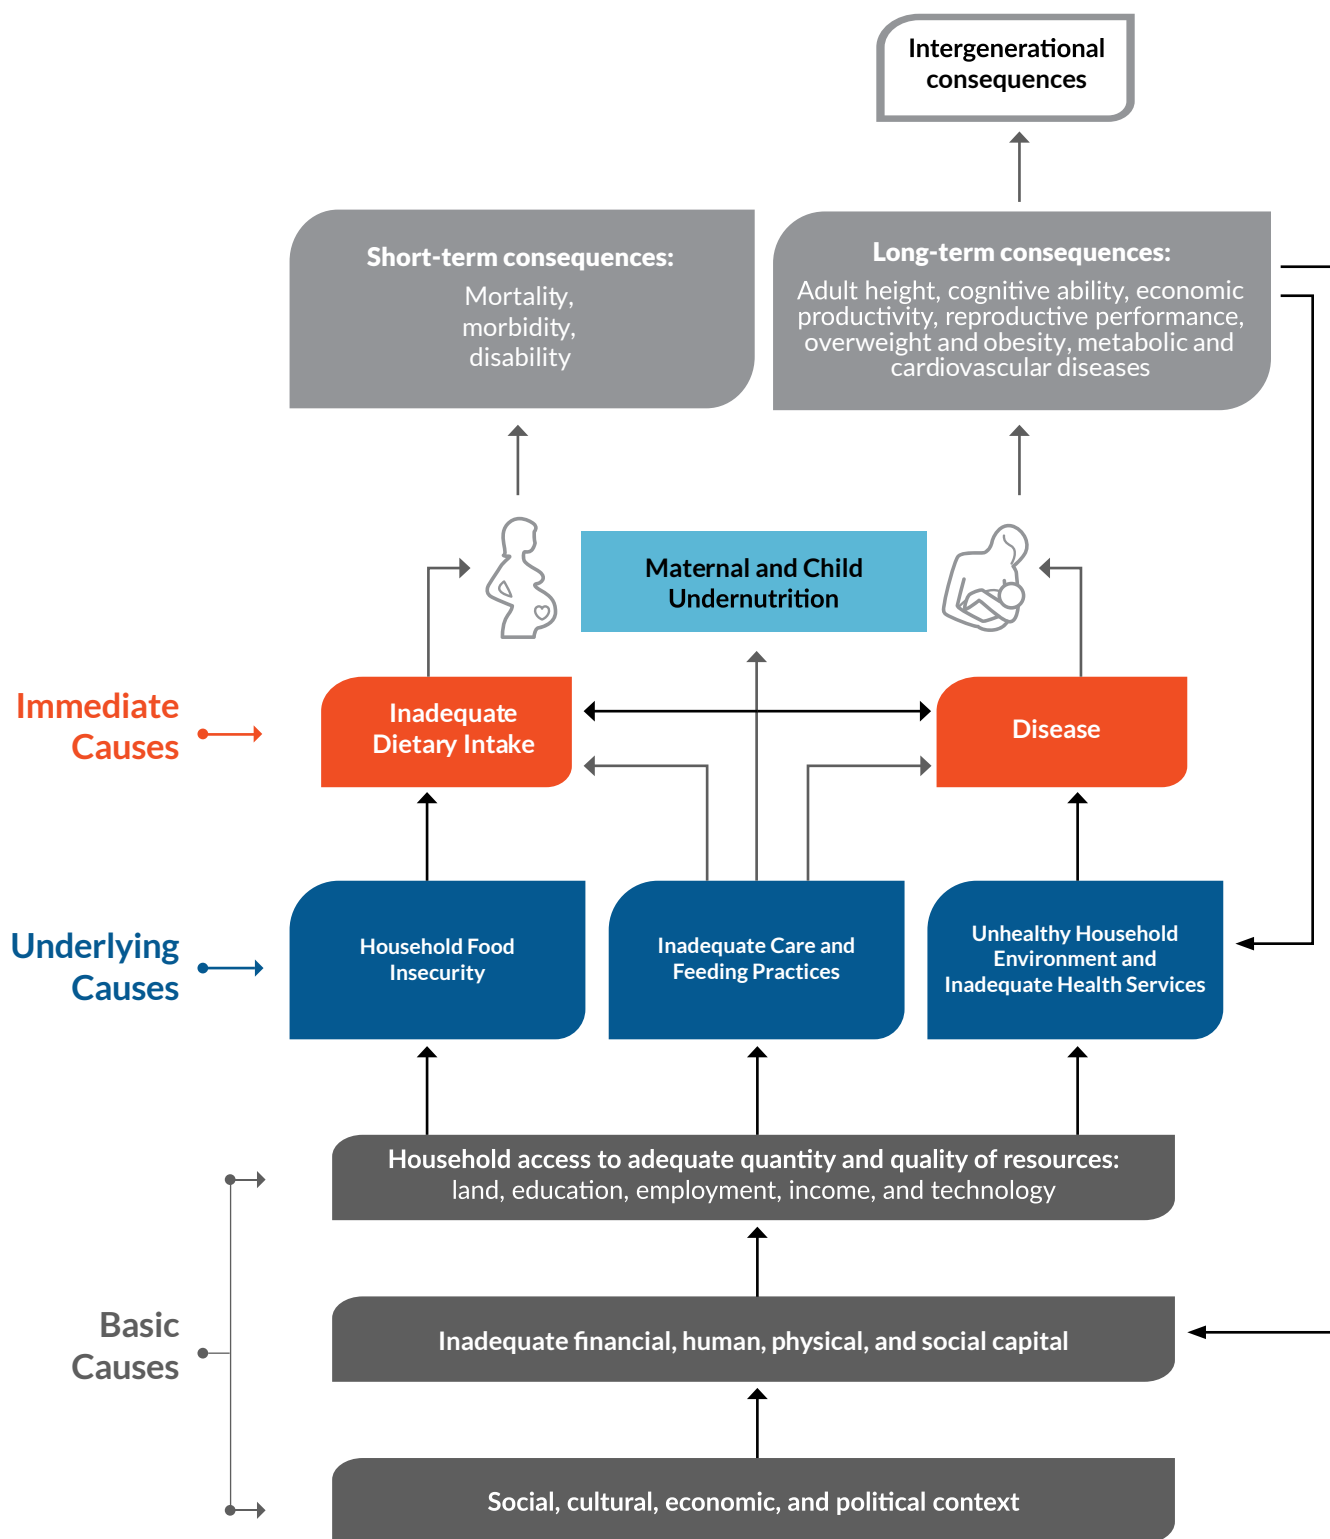 Intergenerational
consequences
Short-term consequences:
Mortality,
morbidity,
disability
Long-term consequences:
Adult height, cognitive ability, economic
productivity, reproductive performance,
overweight and obesity, metabolic and
cardiovascular diseases
Maternal and Child
Undernutrition
Immediate
Causes
Inadequate
Dietary Intake
Disease
Underlying
Causes
Household Food
Insecurity
Inadequate Care and
Feeding Practices
Unhealthy Household
Environment and
Inadequate Health Services
Basic
Causes
Household access to adequate quantity and quality of resources:
land, education, employment, income, and technology
Inadequate financial, human, physical, and social capital
Social, cultural, economic, and political context